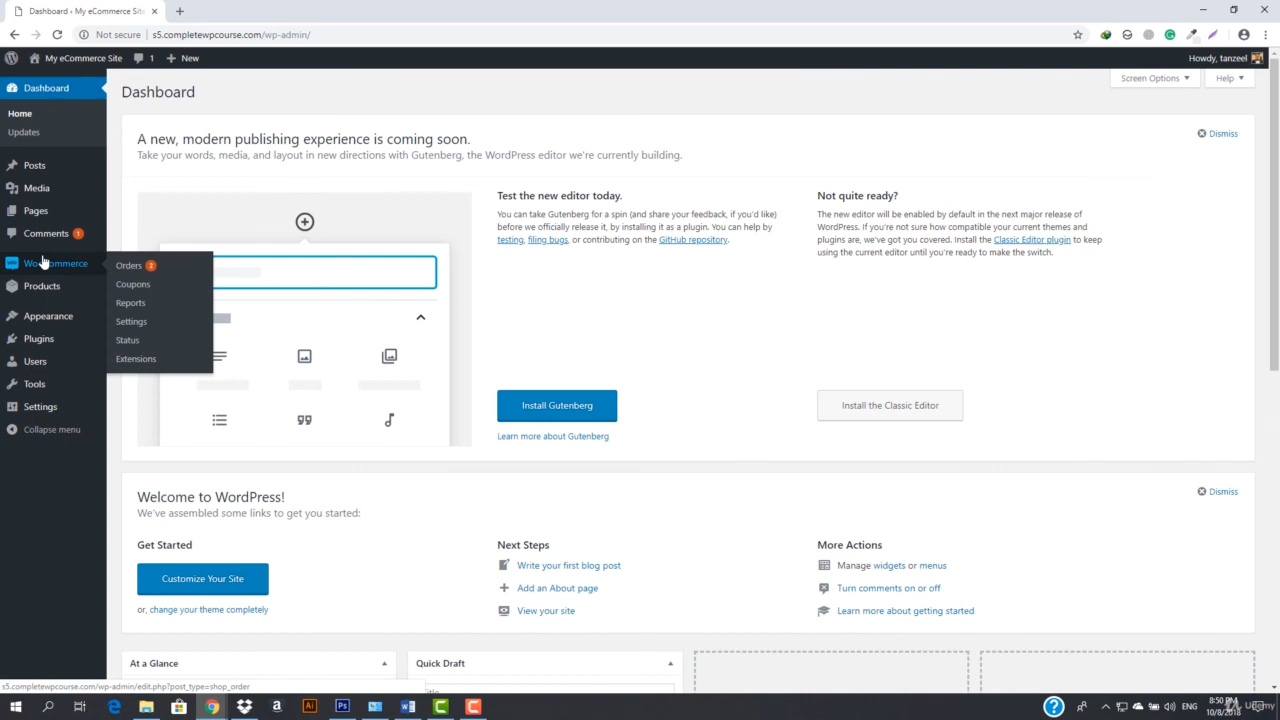 Dashboard ‹ My eCommerce Site
Not secure s5.completewpcourse.com/wp-admin/
My eCommerce Site 1 New
Howdy, tanzeel
Dashboard
Home
Updates
Posts
Media
Pages
Comments 1
WooCommerce
Products
Appearance
Plugins
Users
Tools
Settings
Collapse menu
Orders 2
Coupons
Reports
Settings
Status
Extensions
Screen Options
Help
Dashboard
A new, modern publishing experience is coming soon.
Dismiss
Take your words, media, and layout in new directions with Gutenberg, the WordPress editor we're currently building.
Test the new editor today.
You can take Gutenberg for a spin (and share your feedback, if you'd like)
before we officially release it, by installing it as a plugin. You can help by
testing, filing bugs, or contributing on the GitHub repository.
Install Gutenberg
Learn more about Gutenberg
Not quite ready?
The new editor will be enabled by default in the next major release of
WordPress. If you're not sure how compatible your current themes and
plugins are, we've got you covered. Install the Classic Editor plugin to keep
using the current editor until you're ready to make the switch.
Install the Classic Editor
Welcome to WordPress!
Dismiss
We've assembled some links to get you started:
Get Started
Customize Your Site
or, change your theme completely
Next Steps
Write your first blog post
Add an About page
View your site
More Actions
Manage widgets or menus
Turn comments on or off
Learn more about getting started
At a Glance
Quick Draft
s5.completewpcourse.com/wp-admin/edit.php?post_type=shop_order
ENG
8:50 PM
10/8/2018
Udemy